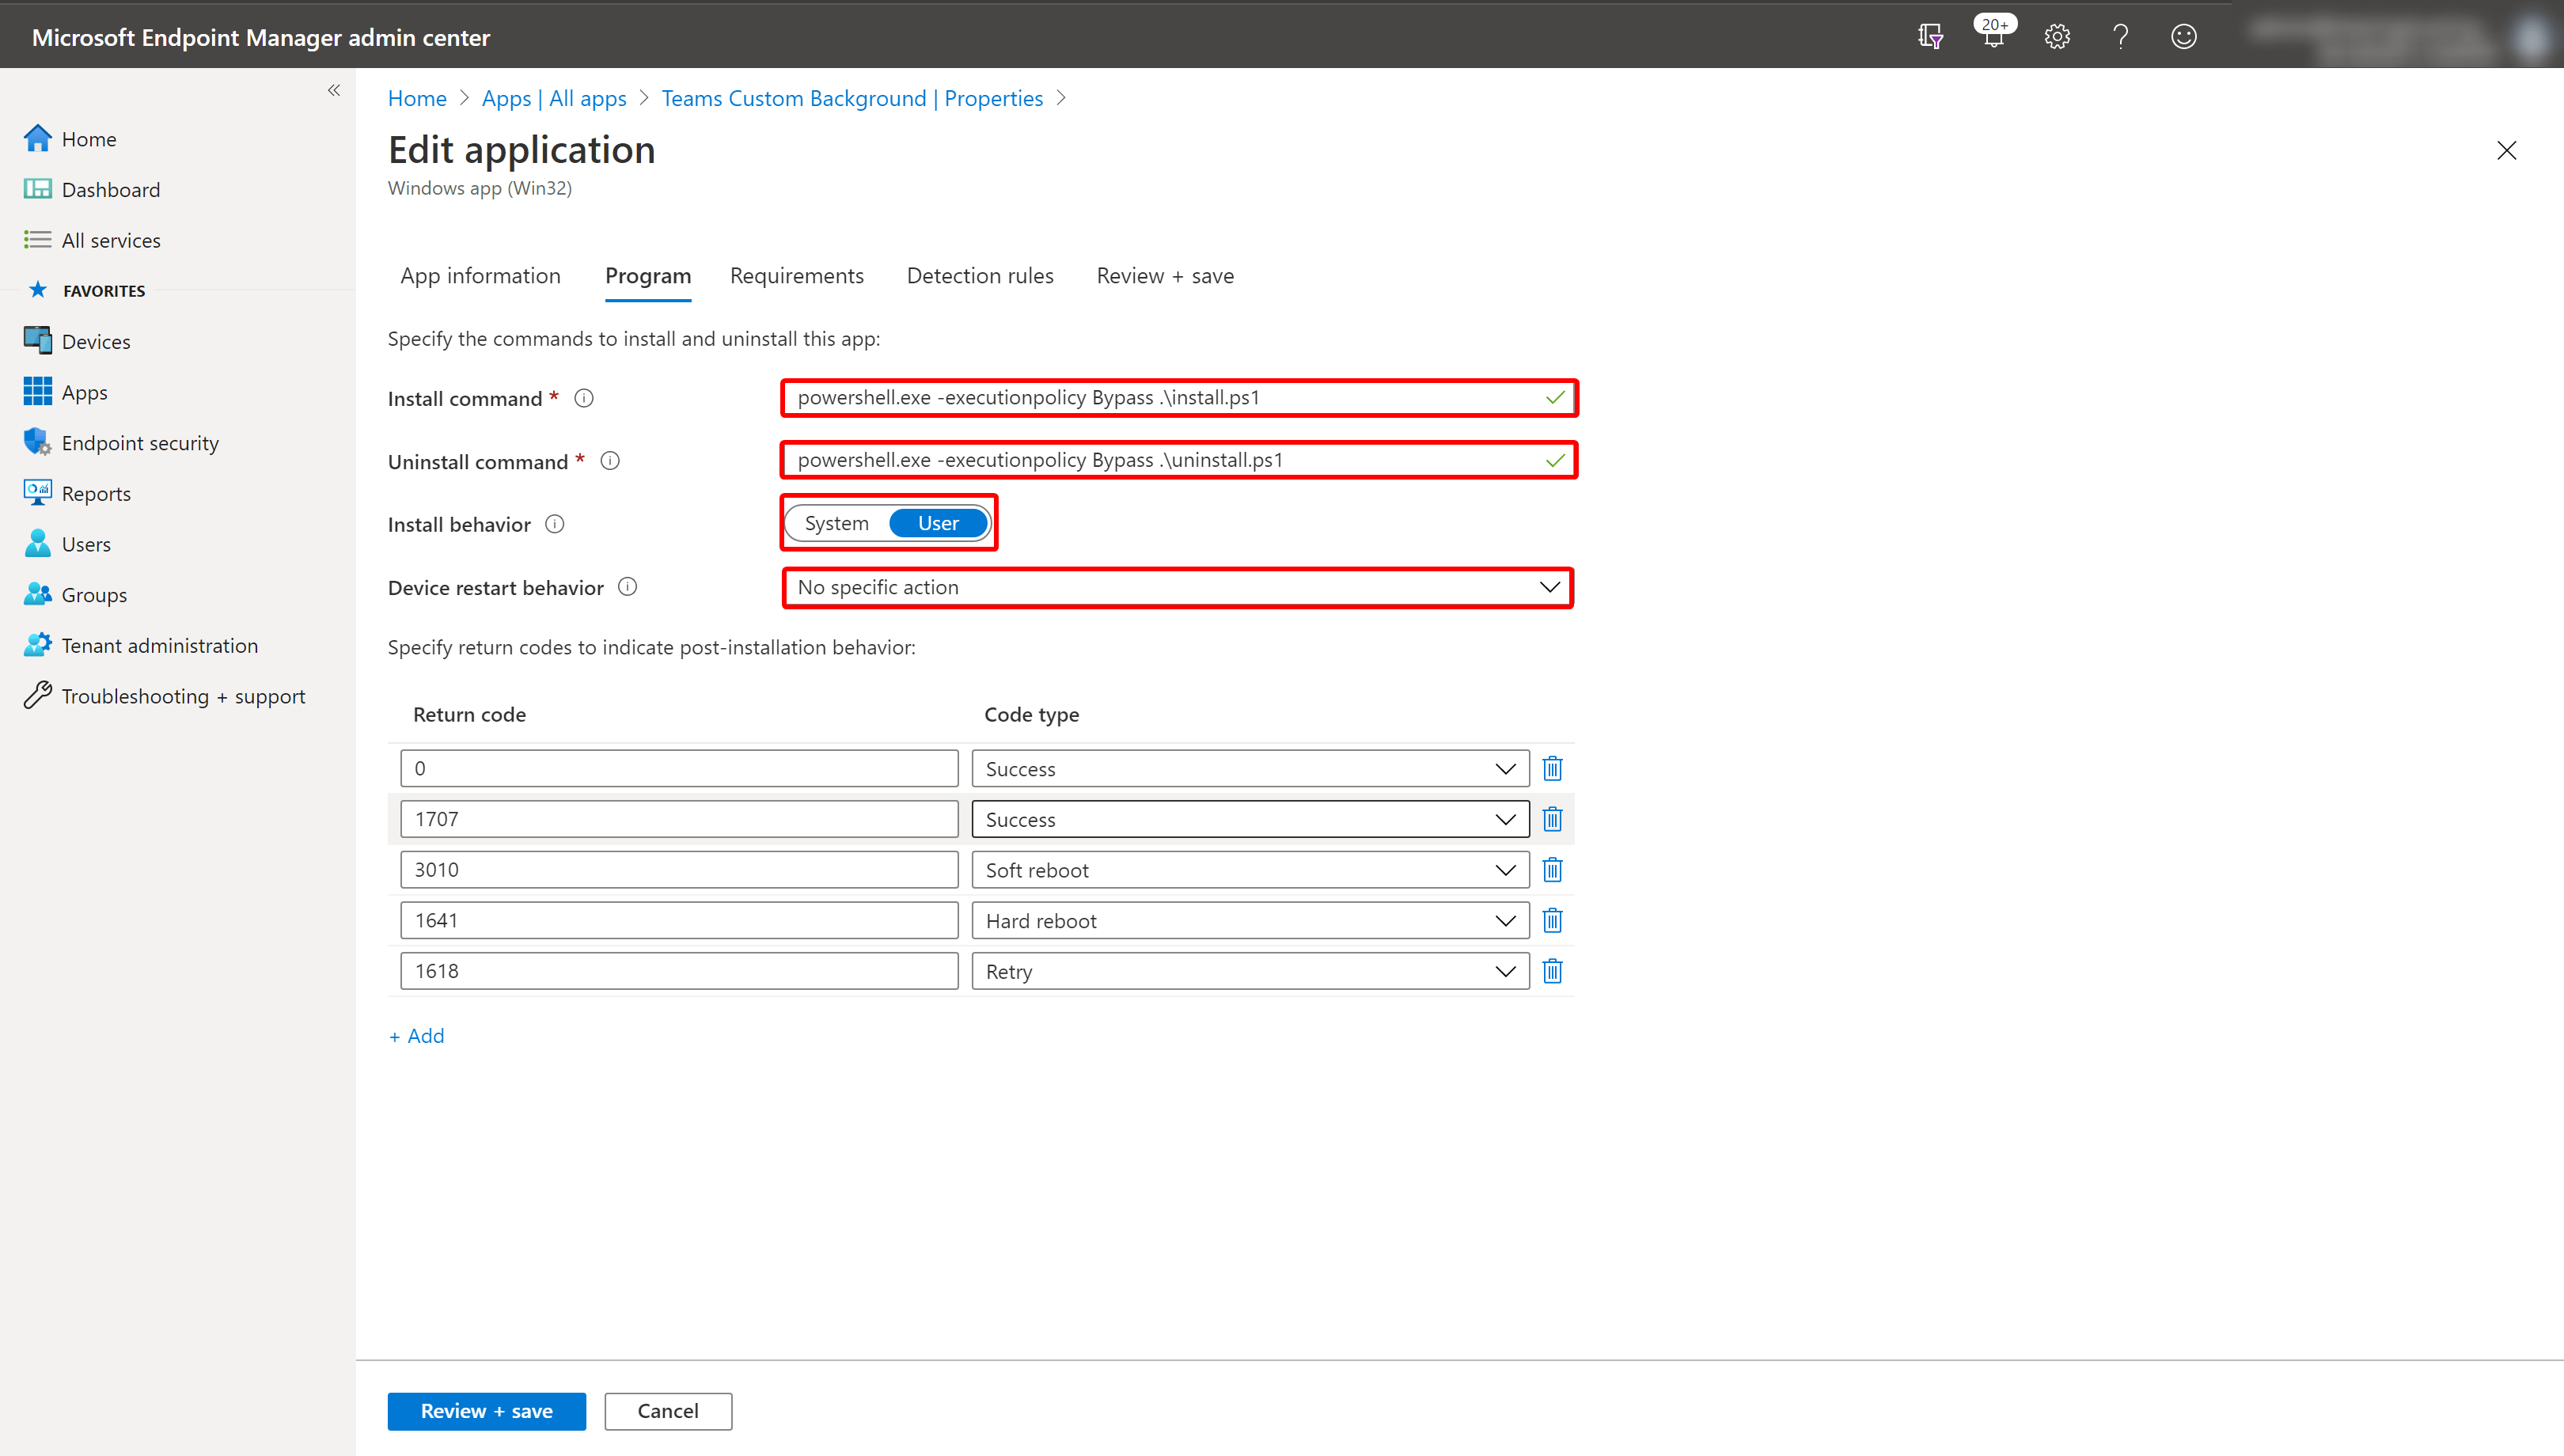 Microsoft Endpoint Manager admin center
20+
Home
Dashboard
All services
FAVORITES
Devices
Apps
Endpoint security
Reports
Users
Groups
Tenant administration
Troubleshooting + support
Home > Apps | All apps > Teams Custom Background | Properties >
Edit application
Windows app (Win32)
App information Program Requirements Detection rules Review + save
Specify the commands to install and uninstall this app:
Install command * powershell.exe -executionpolicy Bypass .\install.ps1
Uninstall command * powershell.exe -executionpolicy Bypass .\uninstall.ps1
Install behavior System User
Device restart behavior No specific action
Specify return codes to indicate post-installation behavior:
Return code Code type
0 Success
1707 Success
3010 Soft reboot
1641 Hard reboot
1618 Retry
+ Add
Review + save Cancel